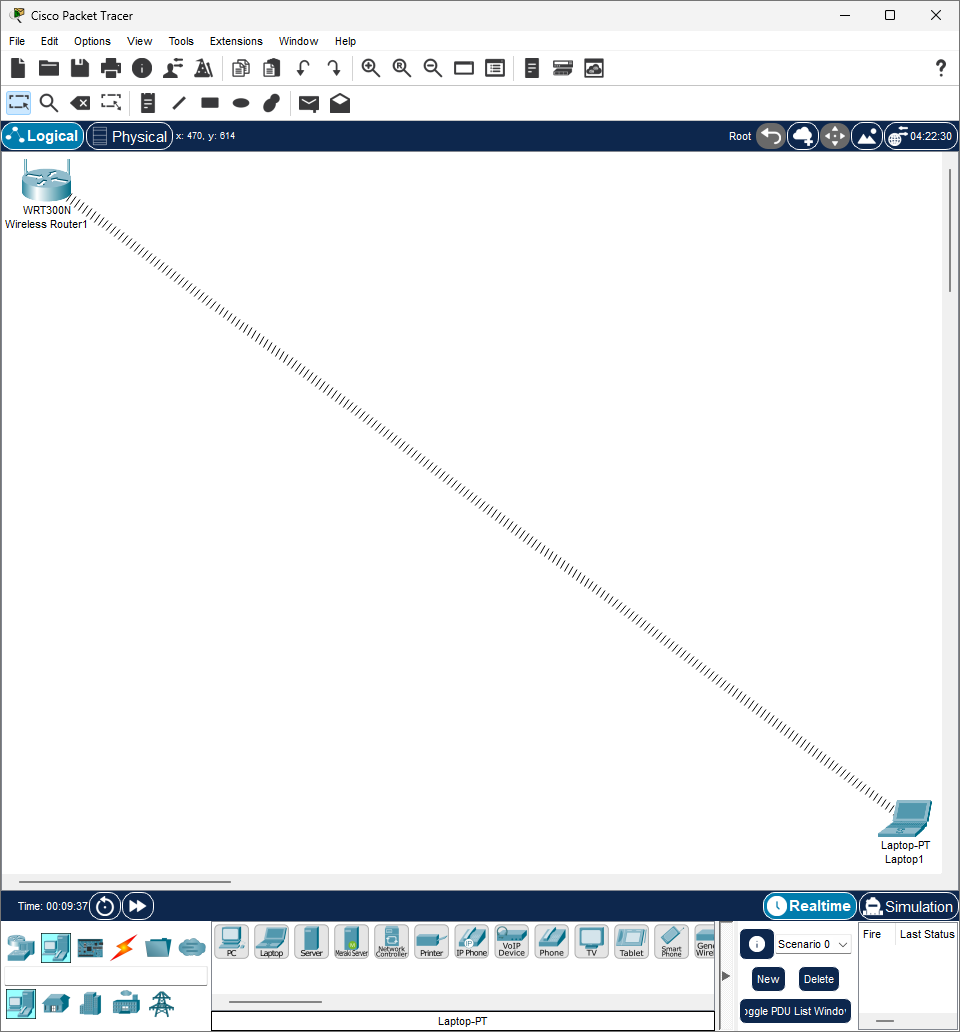 Cisco Packet Tracer
File Edit Options View Tools Extensions Window Help
Logical Physical x: 470, y: 614 Root 04:22:30
WRT300N
Wireless Router1
Laptop-PT
Laptop1
Time: 00:09:37 Realtime Simulation
PC Laptop Server Meraki Server Network Controller Printer IP Phone VoIP Device Phone TV Tablet Smart Phone
Scenario 0
Fire Last Status
New Delete
oggle PDU List Windo
Laptop-PT